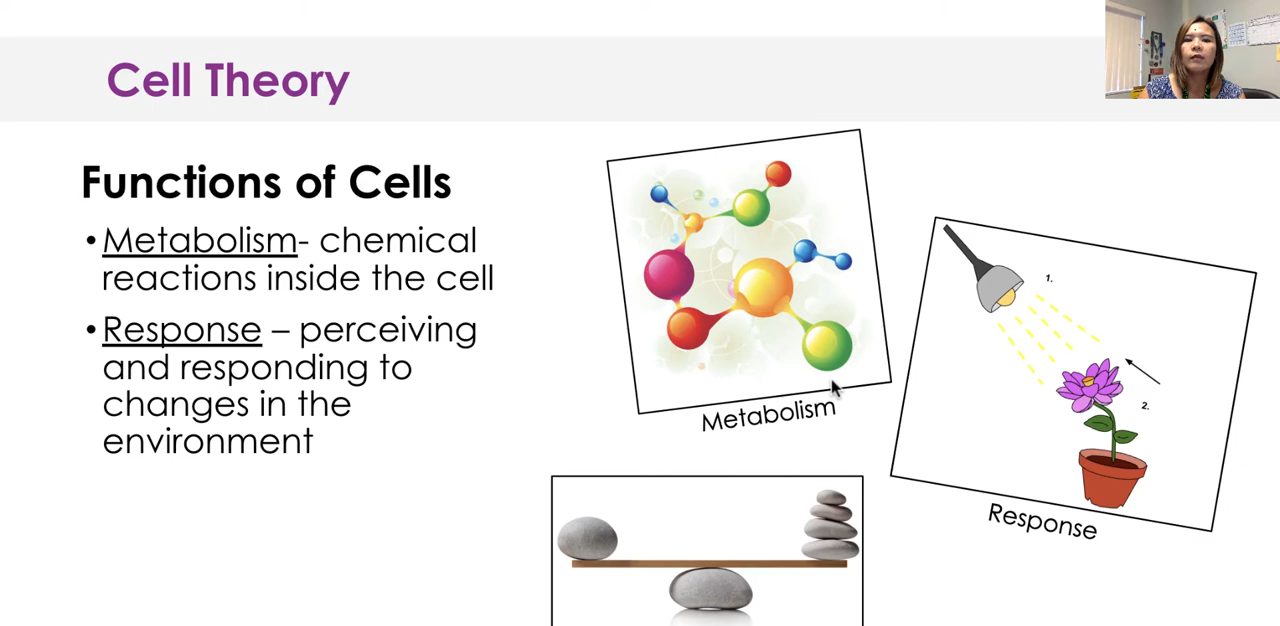 Cell Theory
Functions of Cells
• Metabolism- chemical
reactions inside the cell
• Response – perceiving
and responding to
changes in the
environment
Metabolism
1.
2.
Response